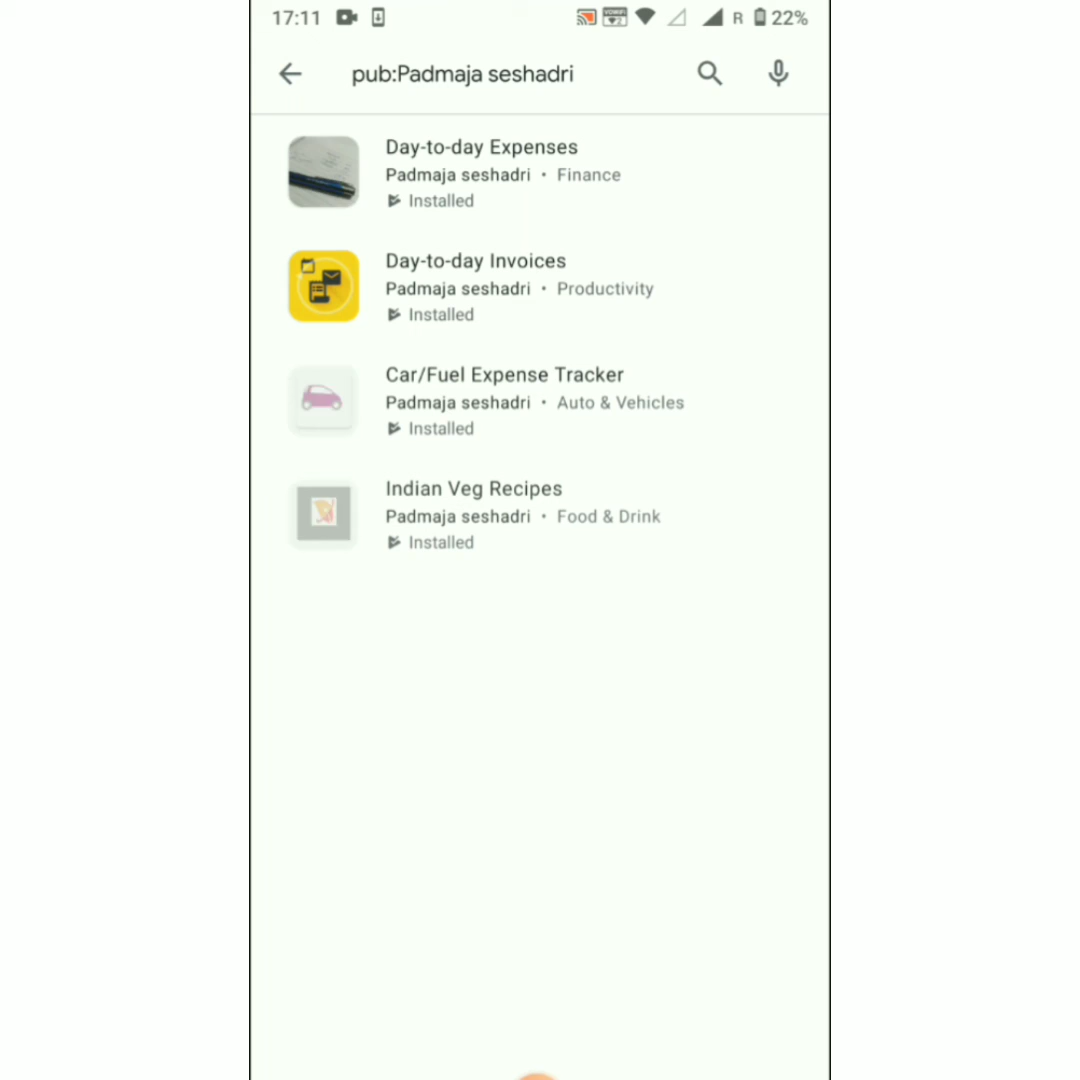 17:11 VOWIFI 2 R 22%
pub:Padmaja seshadri
Day-to-day Expenses
Padmaja seshadri • Finance
Installed
Day-to-day Invoices
Padmaja seshadri • Productivity
Installed
Car/Fuel Expense Tracker
Padmaja seshadri • Auto & Vehicles
Installed
Indian Veg Recipes
Padmaja seshadri • Food & Drink
Installed